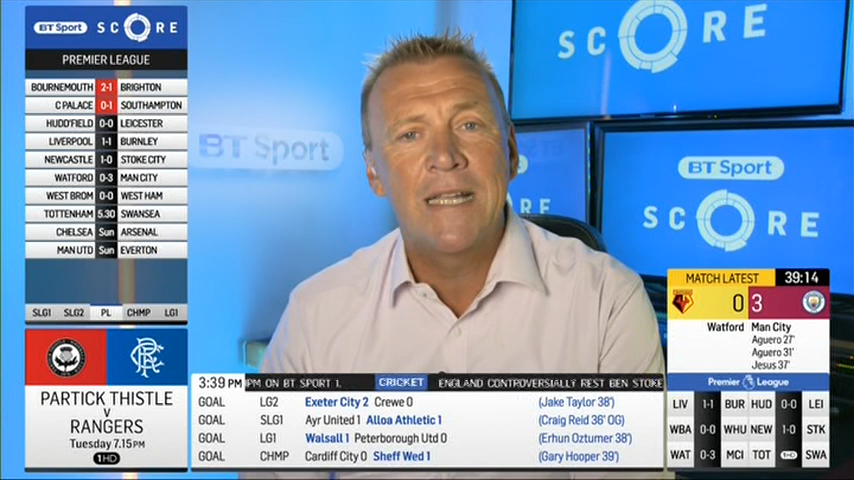 BT Sport
SCORE
PREMIER LEAGUE
BOURNEMOUTH 2-1 BRIGHTON
C PALACE 0-1 SOUTHAMPTON
HUDD'FIELD 0-0 LEICESTER
LIVERPOOL 1-1 BURNLEY
NEWCASTLE 1-0 STOKE CITY
WATFORD 0-3 MAN CITY
WEST BROM 0-0 WEST HAM
TOTTENHAM 5.30 SWANSEA
CHELSEA Sun ARSENAL
MAN UTD Sun EVERTON
SLG1 SLG2 PL CHMP LG1
PARTICK THISTLE
V
RANGERS
Tuesday 7.15PM
1HD
BT Sport
SCORE
BT Sport
SCORE
MATCH LATEST 39:14
0 3
Watford Man City
Aguero 27'
Aguero 31'
Jesus 37'
Premier League
LIV 1-1 BUR HUD 0-0 LEI
WBA 0-0 WHU NEW 1-0 STK
WAT 0-3 MCI TOT 1HD SWA
3:39 PM PM ON BT SPORT 1. CRICKET ENGLAND CONTROVERSIALLY REST BEN STOKE
GOAL LG2 Exeter City 2 Crewe 0 (Jake Taylor 38')
GOAL SLG1 Ayr United 1 Alloa Athletic 1 (Craig Reid 36' OG)
GOAL LG1 Walsall 1 Peterborough Utd 0 (Erhun Oztumer 38')
GOAL CHMP Cardiff City 0 Sheff Wed 1 (Gary Hooper 39')